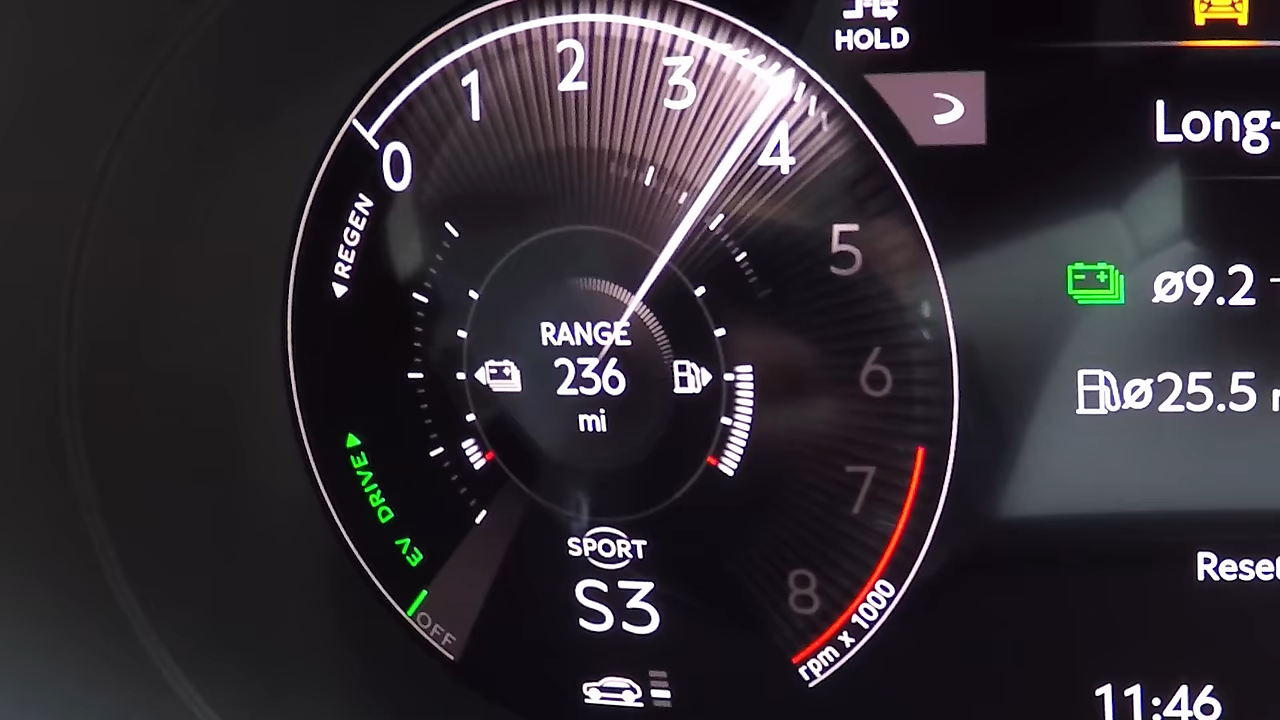 HOLD
0
1
2
3
4
5
6
7
8
rpm x 1000
REGEN
EV DRIVE
OFF
RANGE
236
mi
SPORT
S3
Long-
ø9.2
ø25.5
Rese
11:46